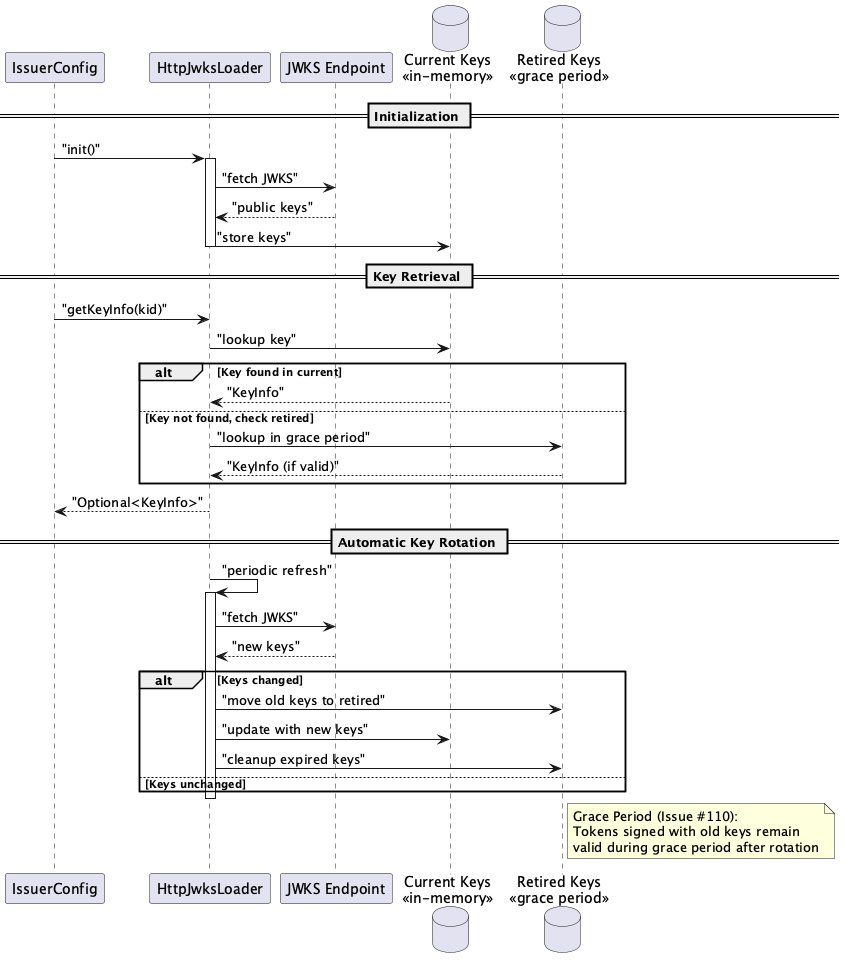 IssuerConfig
HttpJwksLoader
JWKS Endpoint
Current Keys
«in-memory»
Retired Keys
«grace period»
Initialization
"init()"
"fetch JWKS"
"public keys"
"store keys"
Key Retrieval
"getKeyInfo(kid)"
"lookup key"
alt
[Key found in current]
"KeyInfo"
[Key not found, check retired]
"lookup in grace period"
"KeyInfo (if valid)"
"Optional<KeyInfo>"
Automatic Key Rotation
"periodic refresh"
"fetch JWKS"
"new keys"
alt
[Keys changed]
"move old keys to retired"
"update with new keys"
"cleanup expired keys"
[Keys unchanged]
Grace Period (Issue #110):
Tokens signed with old keys remain
valid during grace period after rotation
IssuerConfig
HttpJwksLoader
JWKS Endpoint
Current Keys
«in-memory»
Retired Keys
«grace period»